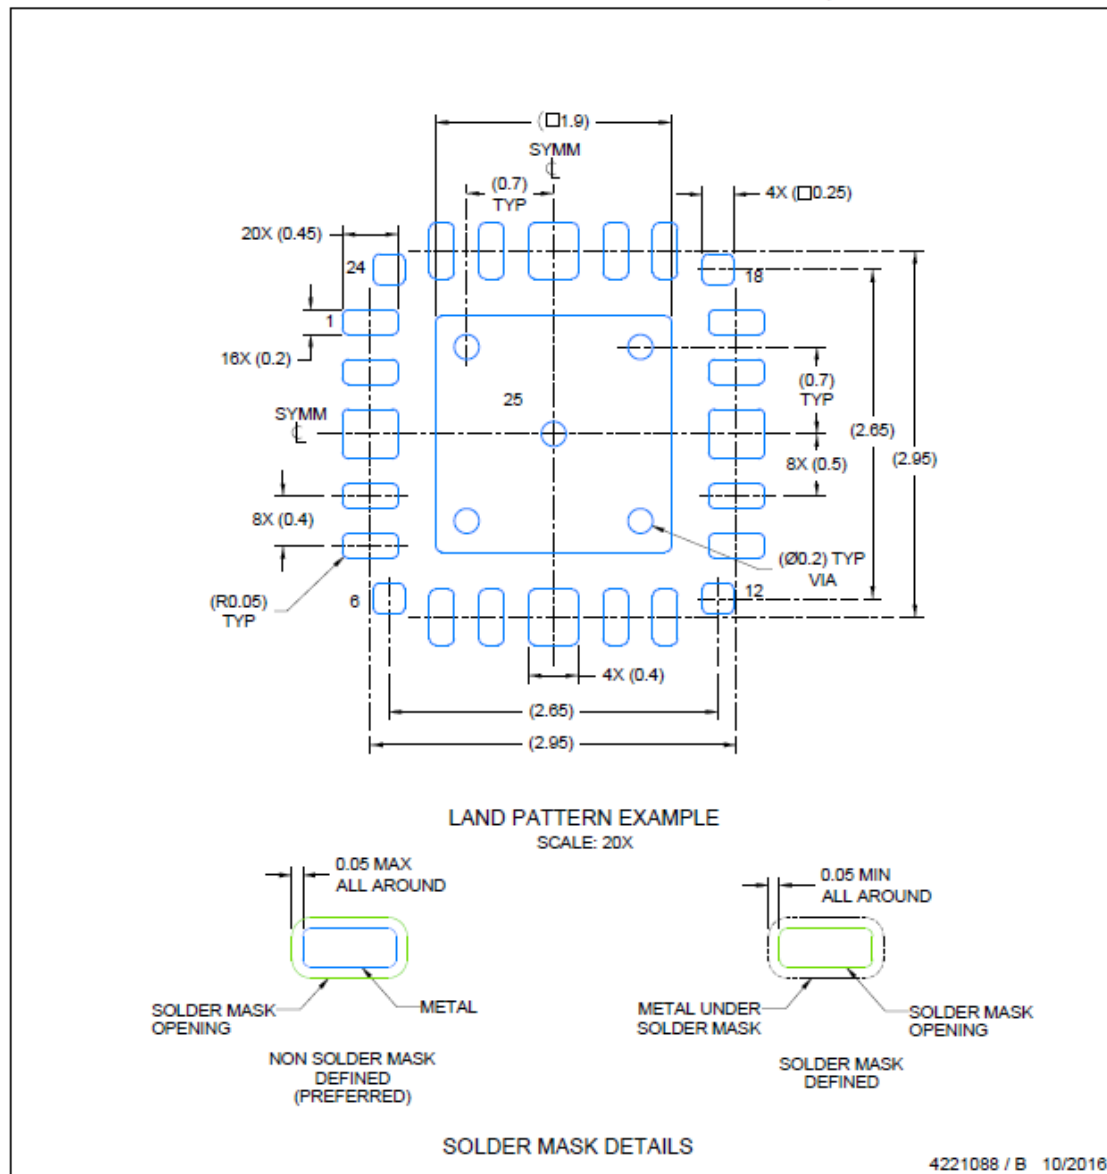 (□1.9)
SYMM
℄
(0.7)
TYP
4X (□0.25)
20X (0.45)
24
18
1
16X (0.2)
(0.7)
TYP
25
SYMM
℄
(2.65)
(2.95)
8X (0.5)
8X (0.4)
(Ø0.2) TYP
VIA
(R0.05)
TYP
6
12
4X (0.4)
(2.65)
(2.95)
LAND PATTERN EXAMPLE
SCALE: 20X
0.05 MAX
ALL AROUND
0.05 MIN
ALL AROUND
SOLDER MASK
OPENING
METAL
METAL UNDER
SOLDER MASK
SOLDER MASK
OPENING
NON SOLDER MASK
DEFINED
(PREFERRED)
SOLDER MASK
DEFINED
SOLDER MASK DETAILS
4221088 / B 10/2016